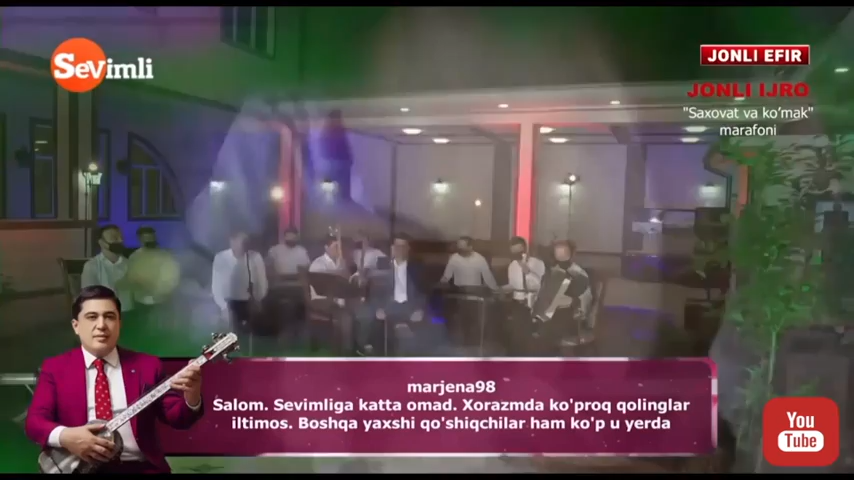 Sevimli
JONLI EFIR
JONLI IJRO
"Saxovat va ko'mak"
marafoni
marjena98
Salom. Sevimliga katta omad. Xorazmda ko'proq qolinglar
iltimos. Boshqa yaxshi qo'shiqchilar ham ko'p u yerda
You
Tube